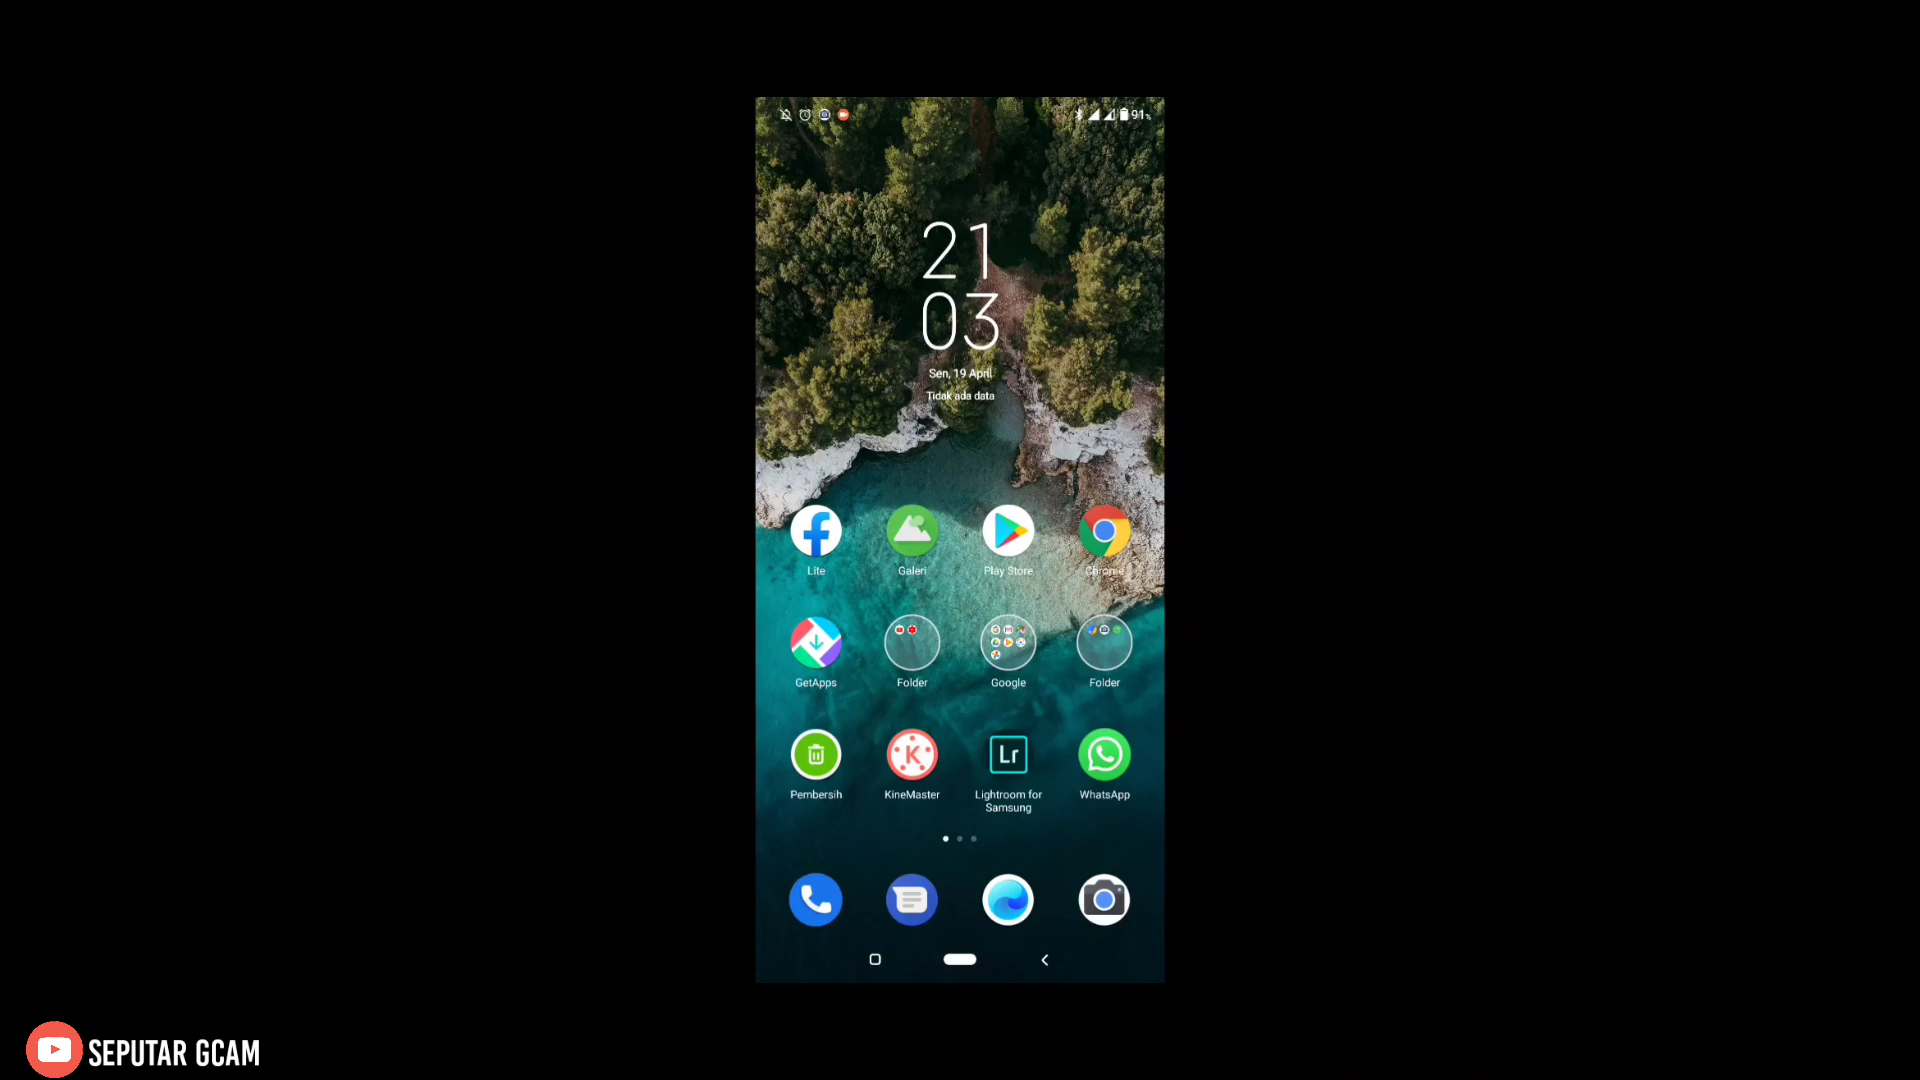 91%
21
03
Sen, 19 April
Tidak ada data
Lite
Galeri
Play Store
Chrome
GetApps
Folder
Google
Folder
Pembersih
KineMaster
Lr
Lightroom for
Samsung
WhatsApp
SEPUTAR GCAM